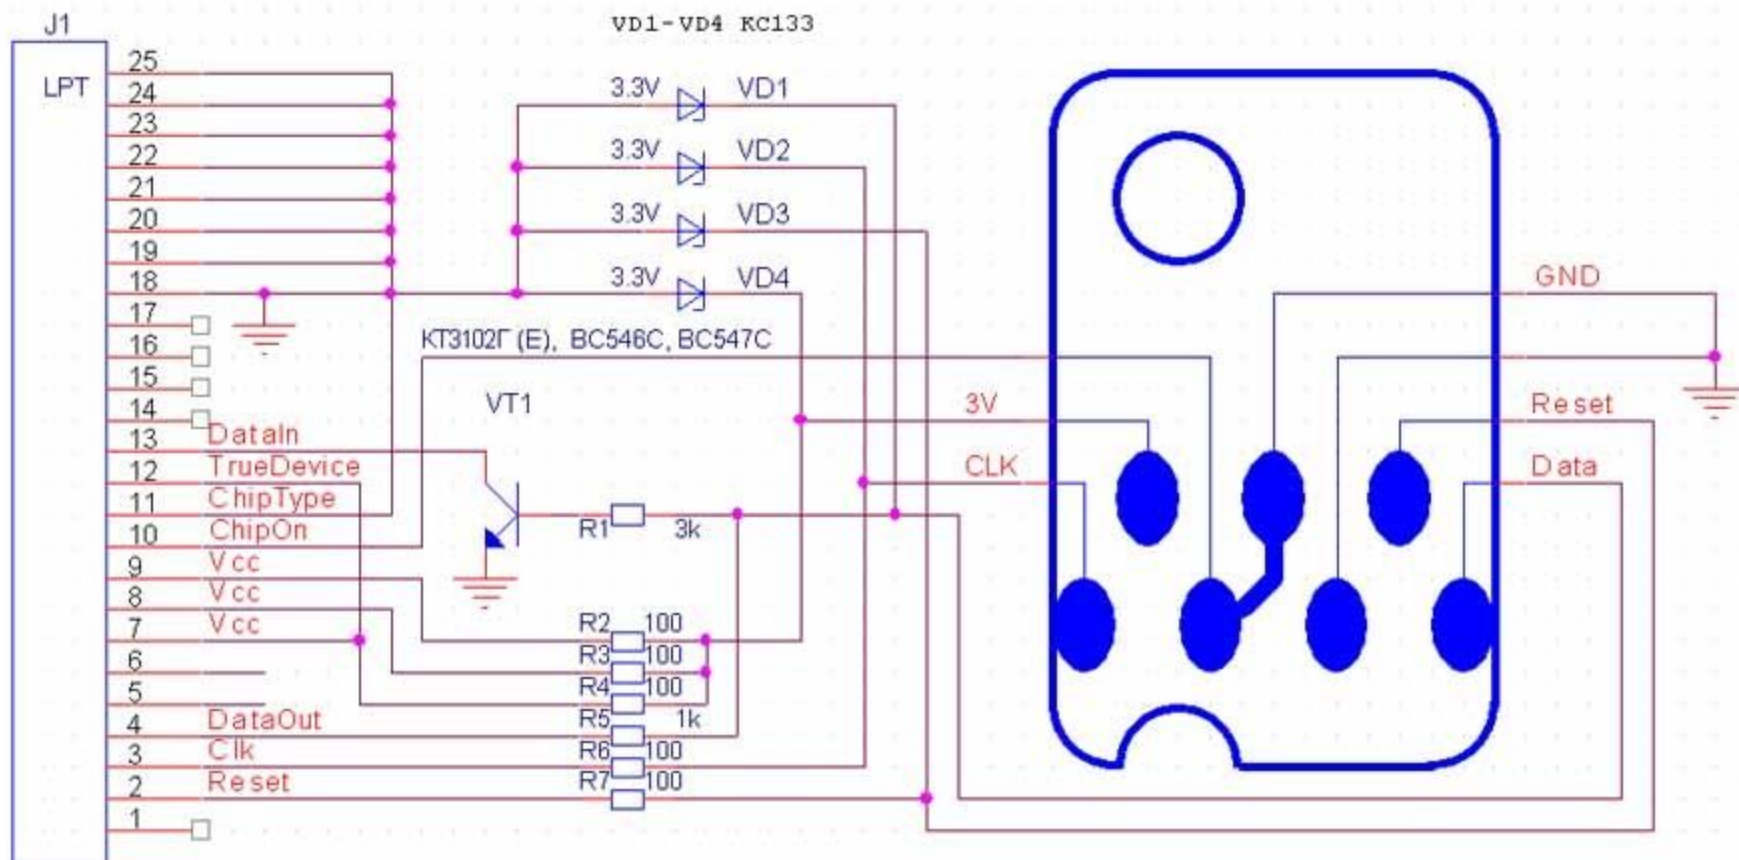 J1
VD1-VD4 KC133
LPT
25
24
23
22
21
20
19
18
17
16
15
14
13 DataIn
12 TrueDevice
11 ChipType
10 ChipOn
9 Vcc
8 Vcc
7 Vcc
6
5
4 DataOut
3 Clk
2 Reset
1
3.3V VD1
3.3V VD2
3.3V VD3
3.3V VD4
КТ3102Г (Е), BC546C, BC547C
VT1
R1 3k
R2 100
R3 100
R4 100
R5 1k
R6 100
R7 100
3V
CLK
GND
Reset
Data